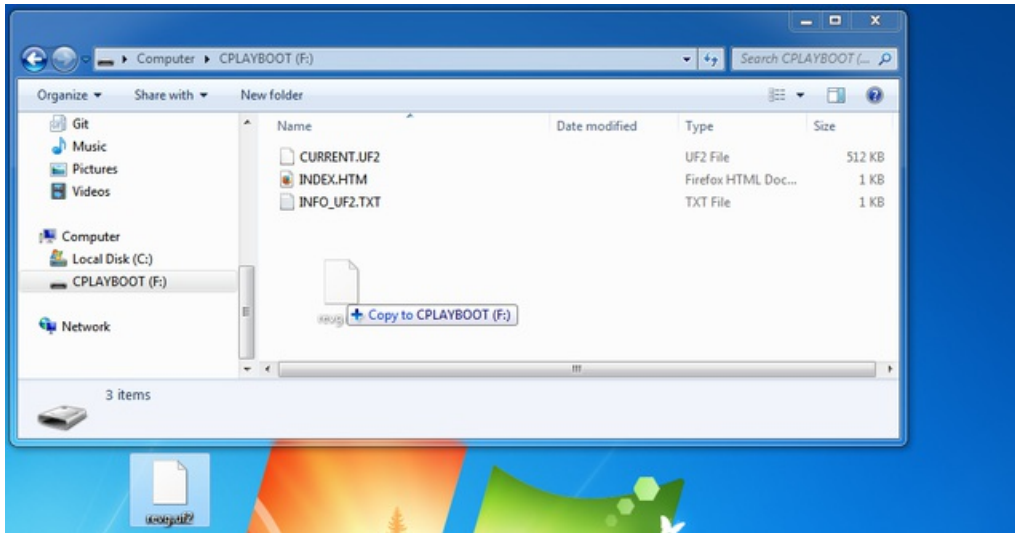 Computer ▸ CPLAYBOOT (F:)
Search CPLAYBOOT (...
Organize Share with New folder
Name Date modified Type Size
Git
Music
Pictures
Videos
Computer
Local Disk (C:)
CPLAYBOOT (F:)
Network
CURRENT.UF2 UF2 File 512 KB
INDEX.HTM Firefox HTML Doc... 1 KB
INFO_UF2.TXT TXT File 1 KB
Copy to CPLAYBOOT (F:)
3 items